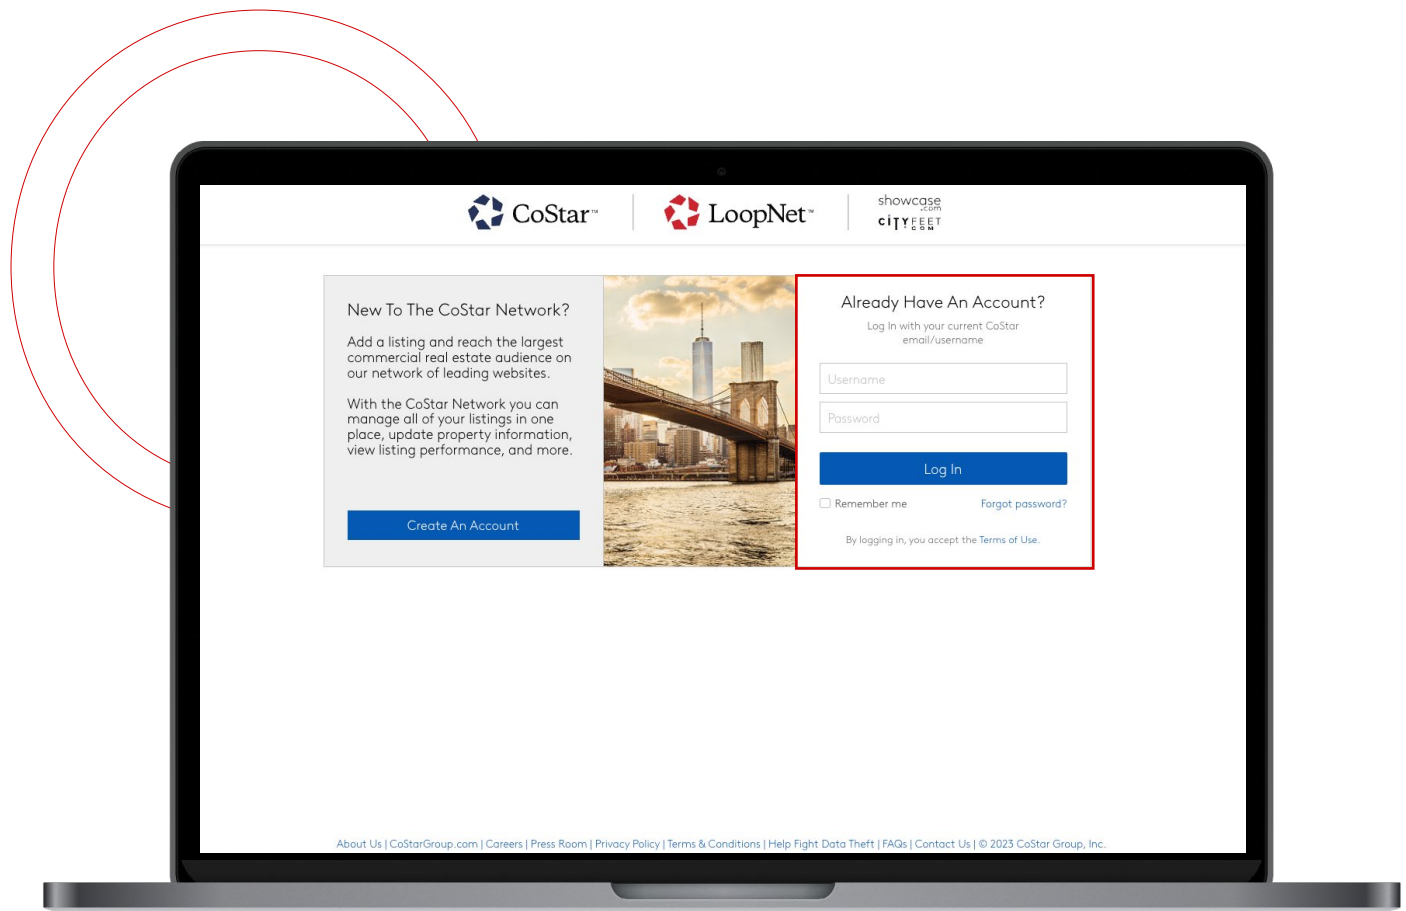 CoStar™
LoopNet™
showcase
.com
cityfeet
.com
New To The CoStar Network?
Add a listing and reach the largest
commercial real estate audience on
our network of leading websites.
With the CoStar Network you can
manage all of your listings in one
place, update property information,
view listing performance, and more.
Create An Account
Already Have An Account?
Log In with your current CoStar
email/username
Username
Password
Log In
Remember me
Forgot password?
By logging in, you accept the Terms of Use.
About Us | CoStarGroup.com | Careers | Press Room | Privacy Policy | Terms & Conditions | Help Fight Data Theft | FAQs | Contact Us | © 2023 CoStar Group, Inc.